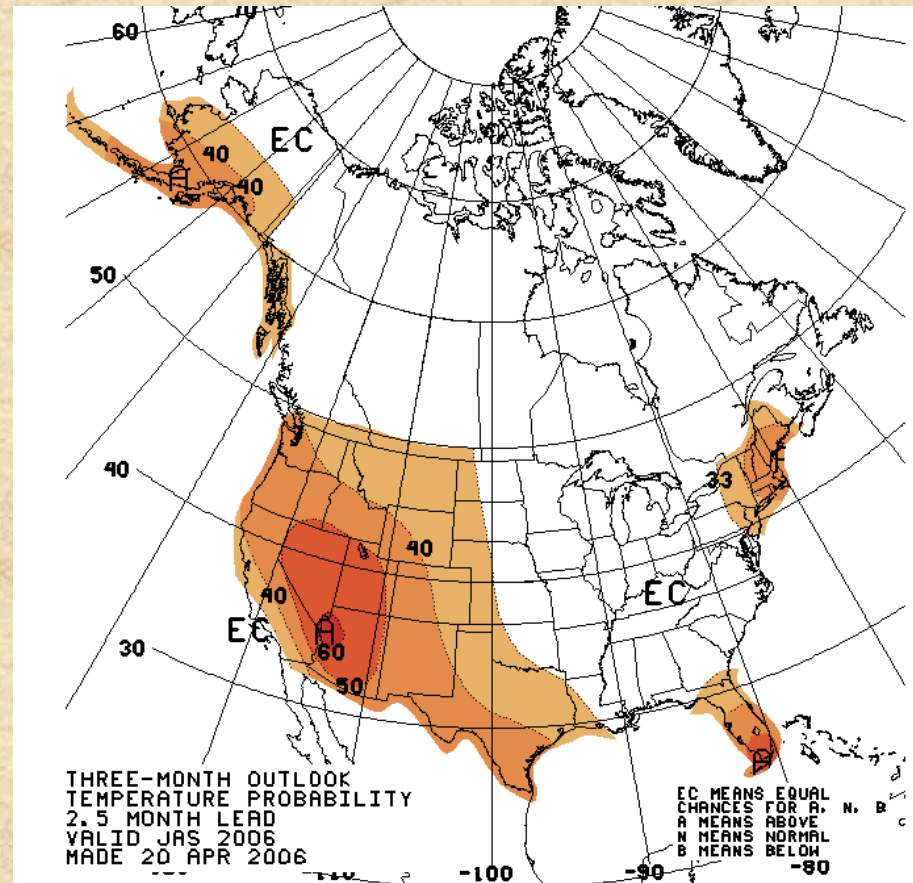 60
70
EC
40
A
40
50
40
33
40
EC
40
EC
A
60
30
50
A
THREE-MONTH OUTLOOK
TEMPERATURE PROBABILITY
2.5 MONTH LEAD
VALID JAS 2006
MADE 20 APR 2006
EC MEANS EQUAL
CHANCES FOR A, N, B
A MEANS ABOVE
N MEANS NORMAL
B MEANS BELOW
-110
-100
-90
-80